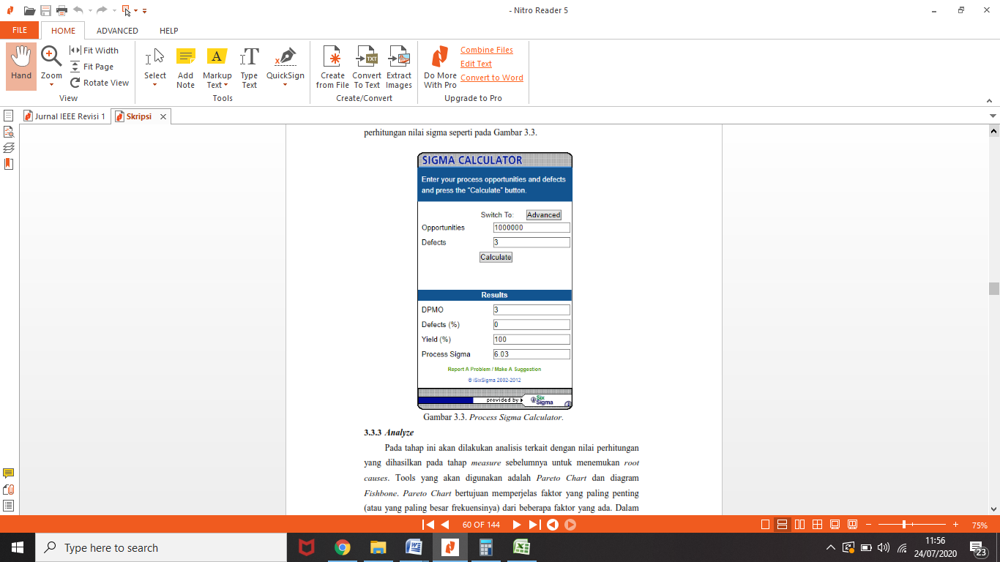 - Nitro Reader 5
FILE
HOME
ADVANCED
HELP
Hand
Zoom
Fit Width
Fit Page
Rotate View
View
Select
Add
Note
Markup
Text
Type
Text
QuickSign
Tools
Create
from File
Convert
To Text
Extract
Images
Create/Convert
Do More
With Pro
Combine Files
Edit Text
Convert to Word
Upgrade to Pro
Jurnal IEEE Revisi 1
Skripsi
perhitungan nilai sigma seperti pada Gambar 3.3.
SIGMA CALCULATOR
Enter your process opportunities and defects
and press the "Calculate" button.
Switch To: Advanced
Opportunities 1000000
Defects 3
Calculate
Results
DPMO 3
Defects (%) 0
Yield (%) 100
Process Sigma 6.03
Report A Problem / Make A Suggestion
© iSixSigma 2002-2012
provided by
Six
Sigma
Gambar 3.3. Process Sigma Calculator.
3.3.3 Analyze
Pada tahap ini akan dilakukan analisis terkait dengan nilai perhitungan
yang dihasilkan pada tahap measure sebelumnya untuk menemukan root
causes. Tools yang akan digunakan adalah Pareto Chart dan diagram
Fishbone. Pareto Chart bertujuan memperjelas faktor yang paling penting
(atau yang paling besar frekuensinya) dari beberapa faktor yang ada. Dalam
60 OF 144
75%
Type here to search
11:56
24/07/2020
23